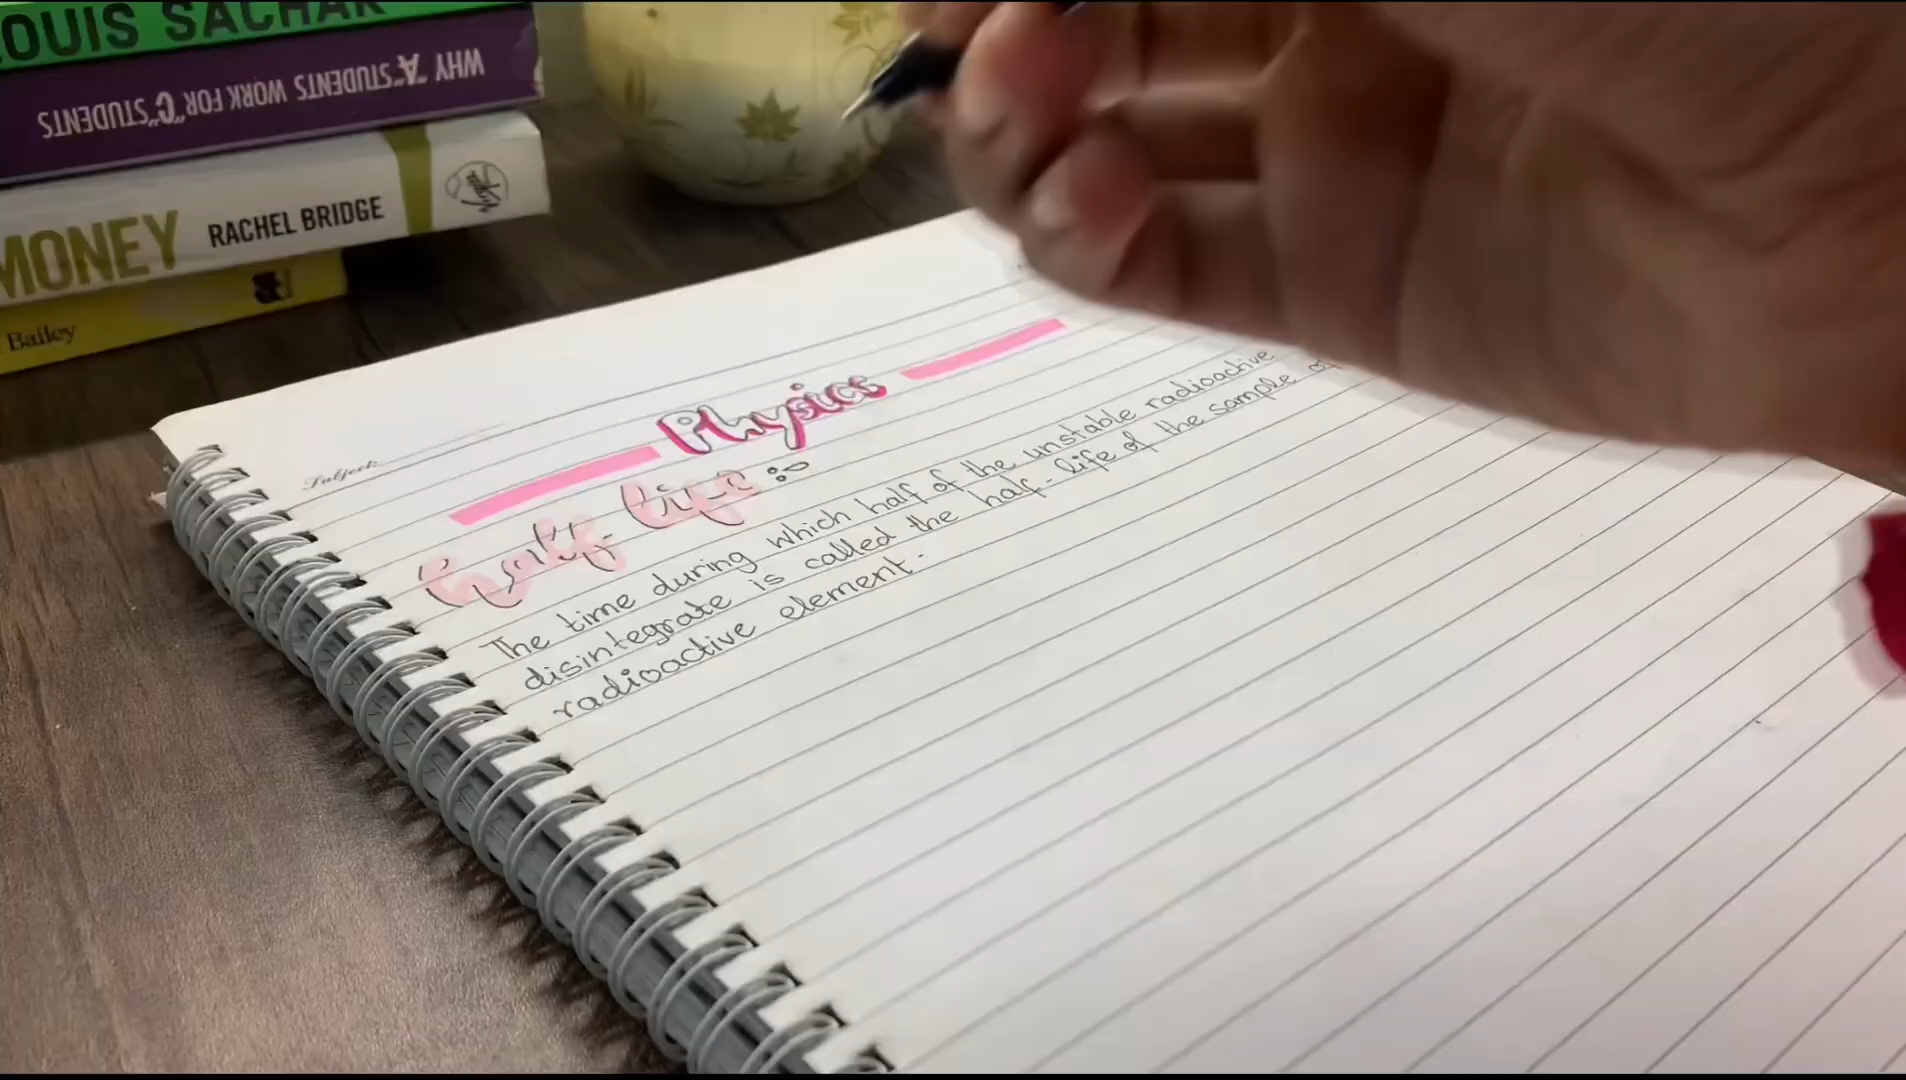 OUIS SACHAR
WHY "A" STUDENTS WORK FOR "C" STUDENTS
MONEY RACHEL BRIDGE
Bailey
Subject:
Physics
half life :-
The time during which half of the unstable radioactive
disintegrate is called the half-life of the sample of
radioactive element.